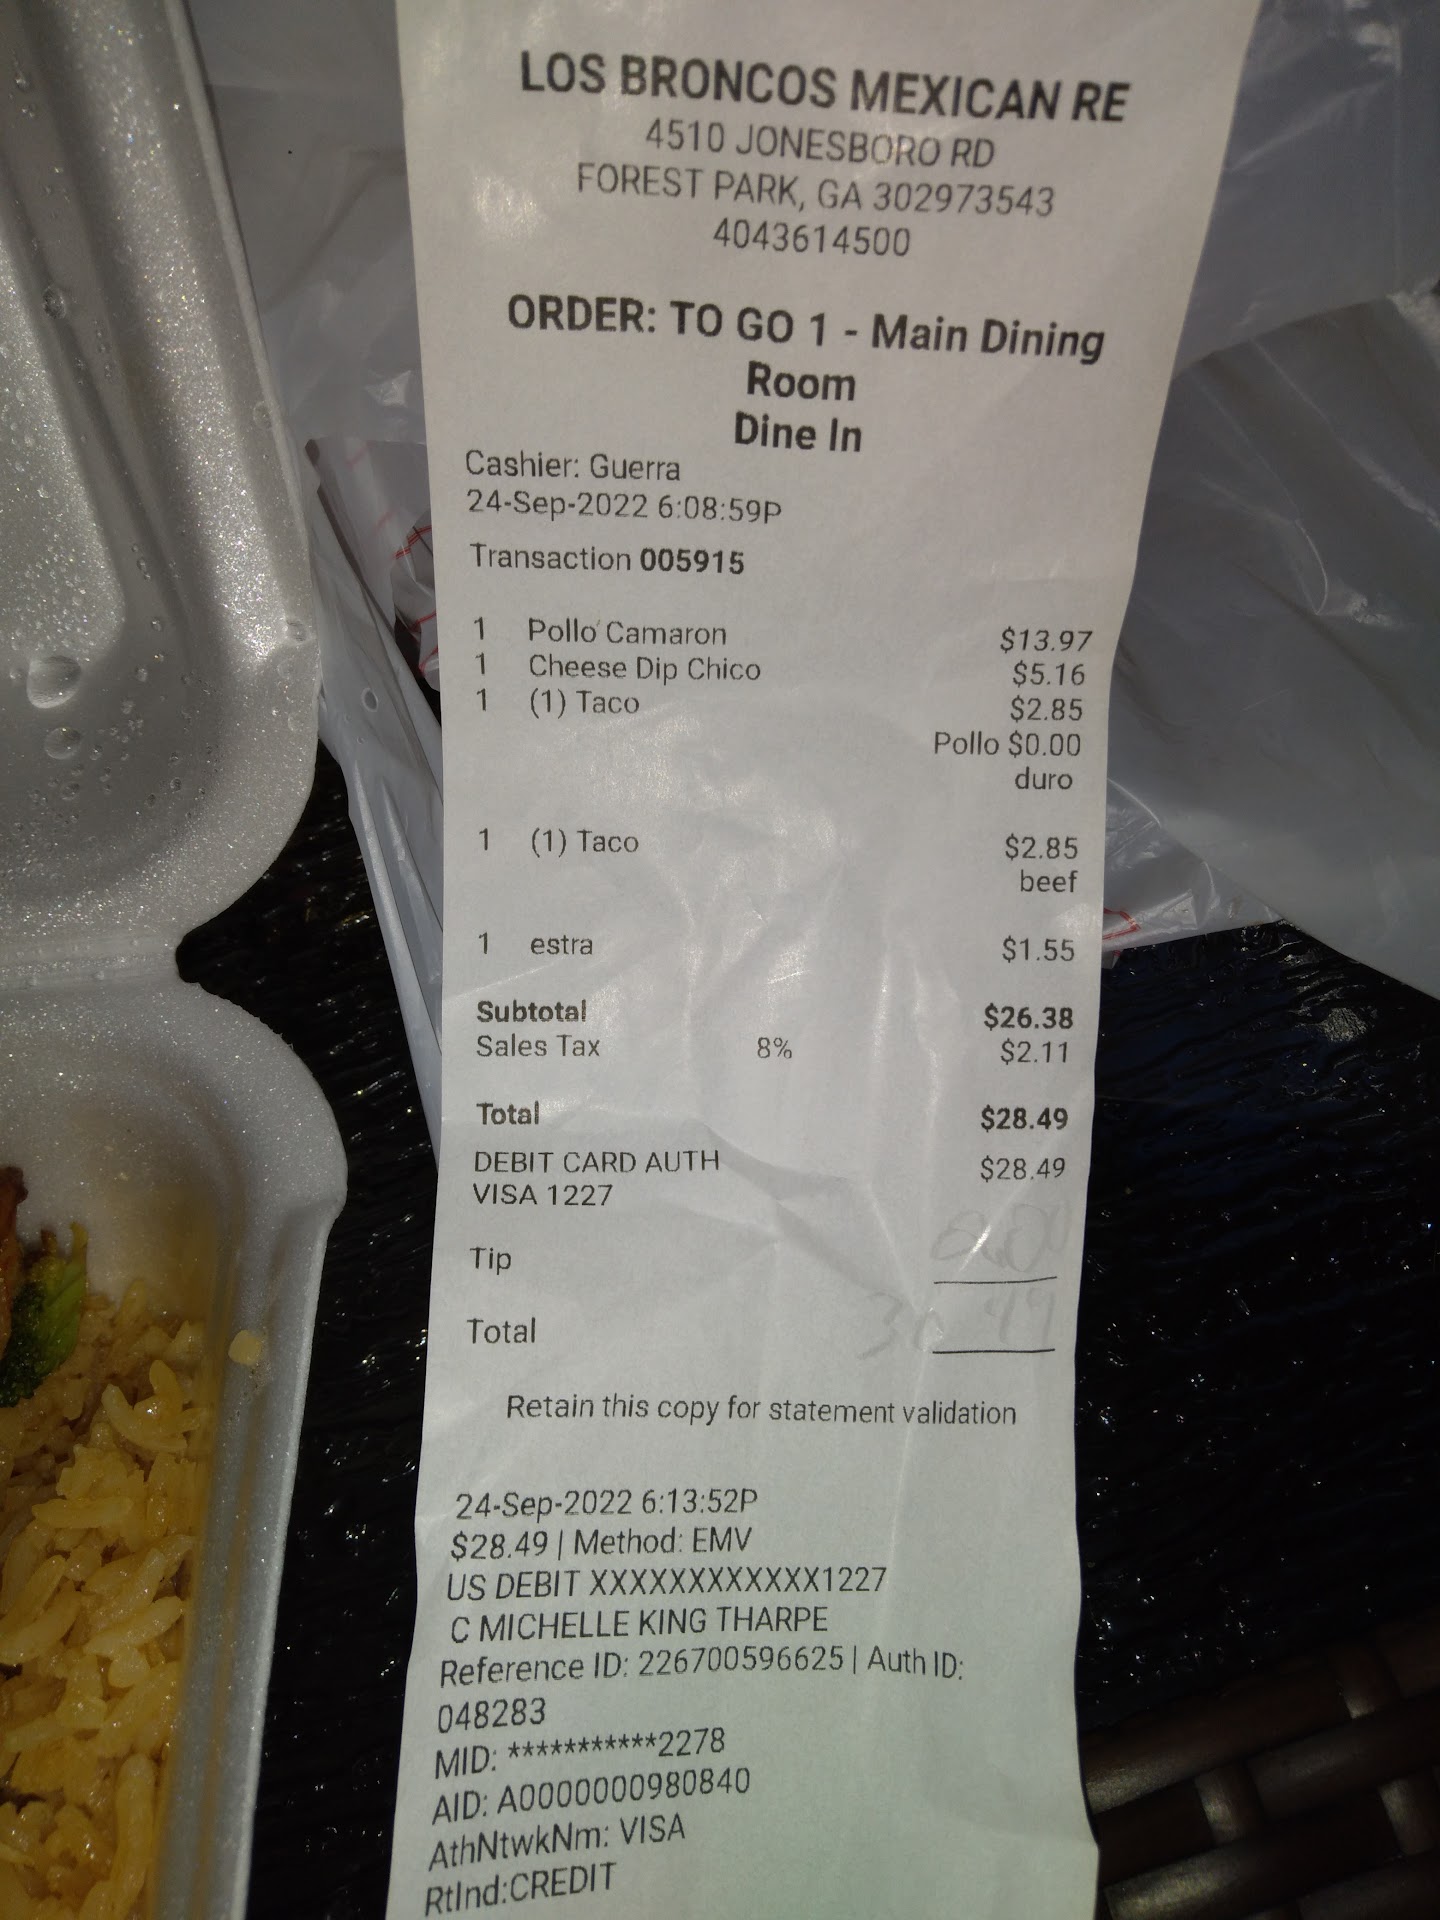 LOS BRONCOS MEXICAN RE
4510 JONESBORO RD
FOREST PARK, GA 302973543
4043614500
ORDER: TO GO 1 - Main Dining
Room
Dine In
Cashier: Guerra
24-Sep-2022 6:08:59P
Transaction 005915
1 Pollo Camaron $13.97
1 Cheese Dip Chico $5.16
1 (1) Taco $2.85
Pollo $0.00
duro
1 (1) Taco $2.85
beef
1 estra $1.55
Subtotal $26.38
Sales Tax 8% $2.11
Total $28.49
DEBIT CARD AUTH $28.49
VISA 1227
Tip
Total
Retain this copy for statement validation
24-Sep-2022 6:13:52P
$28.49 | Method: EMV
US DEBIT XXXXXXXXXXXX1227
C MICHELLE KING THARPE
Reference ID: 226700596625 | Auth ID:
048283
MID: ***********2278
AID: A0000000980840
AthNtwkNm: VISA
RtInd:CREDIT